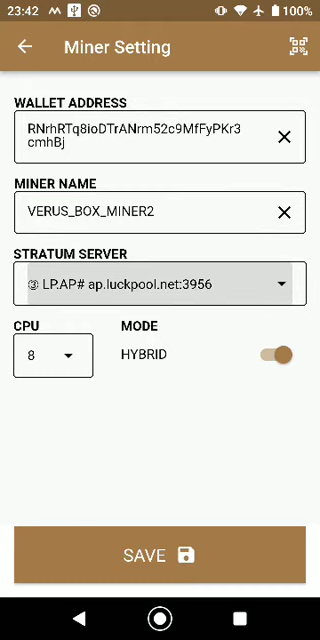 23:42
100%
Miner Setting
WALLET ADDRESS
RNrhRTq8ioDTrANrm52c9MfFyPKr3
cmhBj
MINER NAME
VERUS_BOX_MINER2
STRATUM SERVER
③ LP.AP# ap.luckpool.net:3956
CPU MODE
8 HYBRID
SAVE